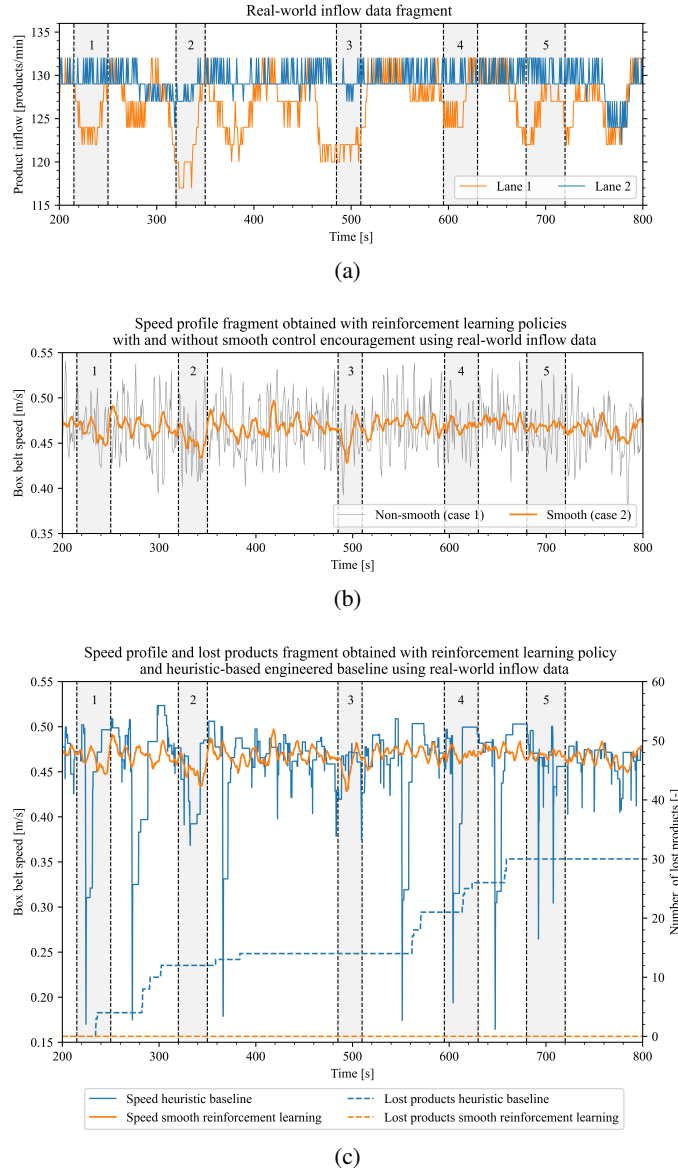 Real-world inflow data fragment
135
130
125
120
115
Product inflow [products/min]
1
2
3
4
5
Lane 1
Lane 2
200
300
400
500
600
700
800
Time [s]
(a)
Speed profile fragment obtained with reinforcement learning policies
with and without smooth control encouragement using real-world inflow data
0.55
0.50
0.45
0.40
0.35
Box belt speed [m/s]
1
2
3
4
5
Non-smooth (case 1)
Smooth (case 2)
200
300
400
500
600
700
800
Time [s]
(b)
Speed profile and lost products fragment obtained with reinforcement learning policy
and heuristic-based engineered baseline using real-world inflow data
0.55
0.50
0.45
0.40
0.35
0.30
0.25
0.20
0.15
Box belt speed [m/s]
1
2
3
4
5
60
50
40
30
20
10
0
Number of lost products [-]
200
300
400
500
600
700
800
Time [s]
Speed heuristic baseline
Speed smooth reinforcement learning
Lost products heuristic baseline
Lost products smooth reinforcement learning
(c)